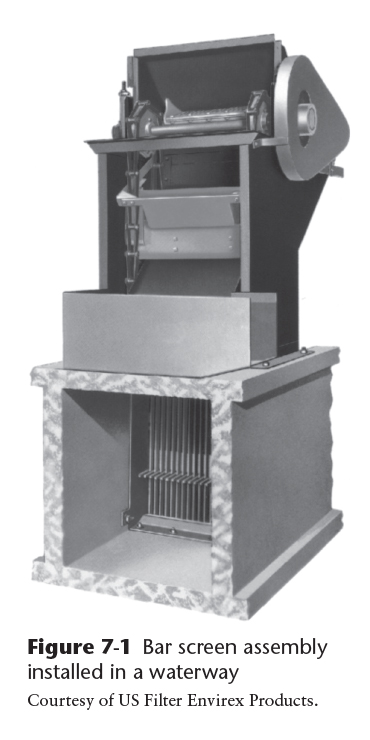 Figure 7-1 Bar screen assembly
installed in a waterway
Courtesy of US Filter Envirex Products.